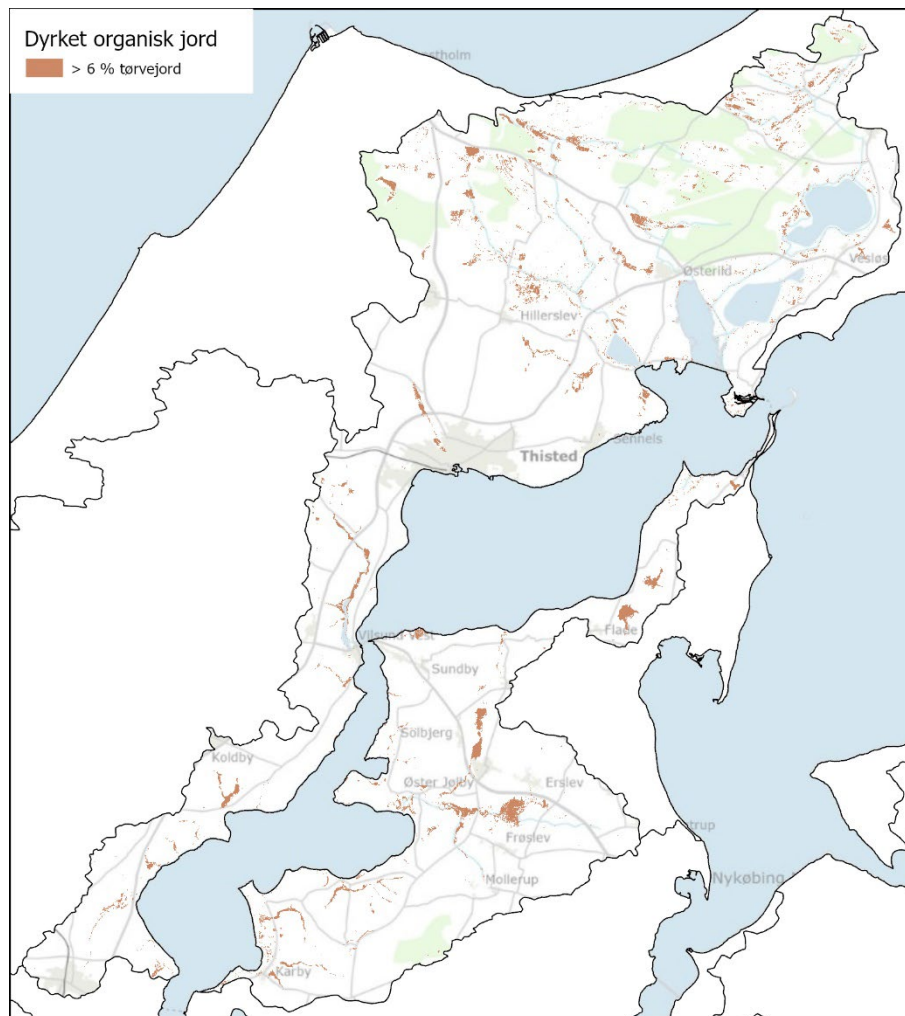 Dyrket organisk jord
> 6 % tørvejord
Vesløs
Østerild
Hillerslev
Sennels
Thisted
Flade
Vilsund Vest
Sundby
Solbjerg
Koldby
Øster Jølby
Erslev
Frøslev
Mollerup
Nykøbing
Karby